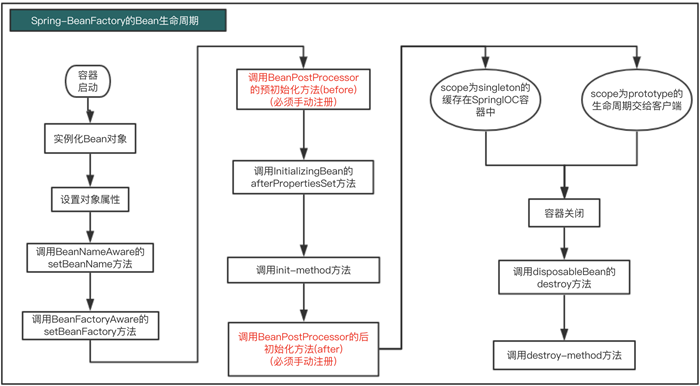 Spring-BeanFactory的Bean生命周期
容器
启动
实例化Bean对象
设置对象属性
调用BeanNameAware的
setBeanName方法
调用BeanFactoryAware的
setBeanFactory方法
调用BeanPostProcessor
的预初始化方法(before)
(必须手动注册)
调用InitializingBean的
afterPropertiesSet方法
调用init-method方法
调用BeanPostProcessor的后
初始化方法(after)
(必须手动注册)
scope为singleton的
缓存在SpringIOC容
器中
scope为prototype的
生命周期交给客户端
容器关闭
调用disposableBean的
destroy方法
调用destroy-method方法